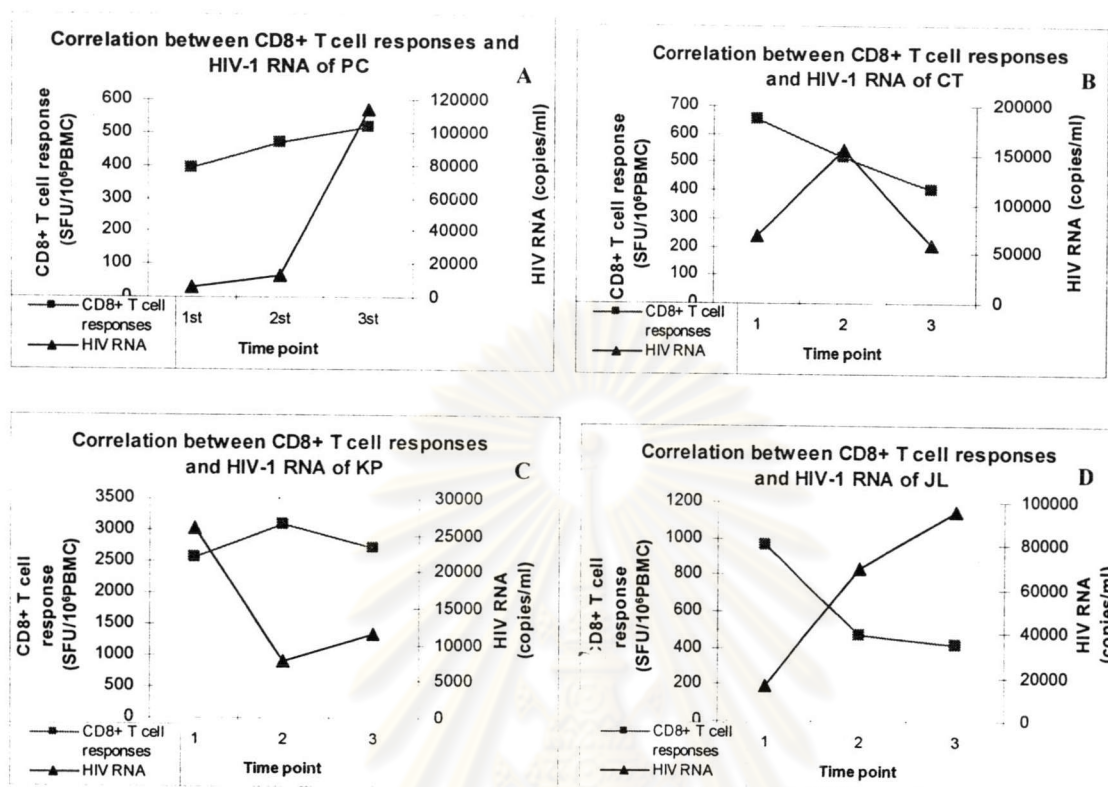 Correlation between CD8+ T cell responses and
HIV-1 RNA of PC
A
CD8+ T cell response
(SFU/10⁶PBMC)
600
500
400
300
200
100
0
120000
100000
80000
60000
40000
20000
0
HIV RNA (copies/ml)
1st 2st 3st
CD8+ T cell
responses
HIV RNA
Time point
Correlation between CD8+ T cell responses
and HIV-1 RNA of CT
B
CD8+ T cell response
(SFU/10⁶PBMC)
700
600
500
400
300
200
100
0
200000
150000
100000
50000
0
HIV RNA (copies/ml)
1 2 3
CD8+ T cell
responses
HIV RNA
Time point
Correlation between CD8+ T cell responses
and HIV-1 RNA of KP
C
CD8+ T cell
response
(SFU/10⁶PBMC)
3500
3000
2500
2000
1500
1000
500
0
30000
25000
20000
15000
10000
5000
0
HIV RNA
(copies/ml)
1 2 3
CD8+ T cell
responses
HIV RNA
Time point
Correlation between CD8+ T cell responses
and HIV-1 RNA of JL
D
CD8+ T cell
response
(SFU/10⁶PBMC)
1200
1000
800
600
400
200
0
100000
80000
60000
40000
20000
0
HIV RNA
(copies/ml)
1 2 3
CD8+ T cell
responses
HIV RNA
Time point